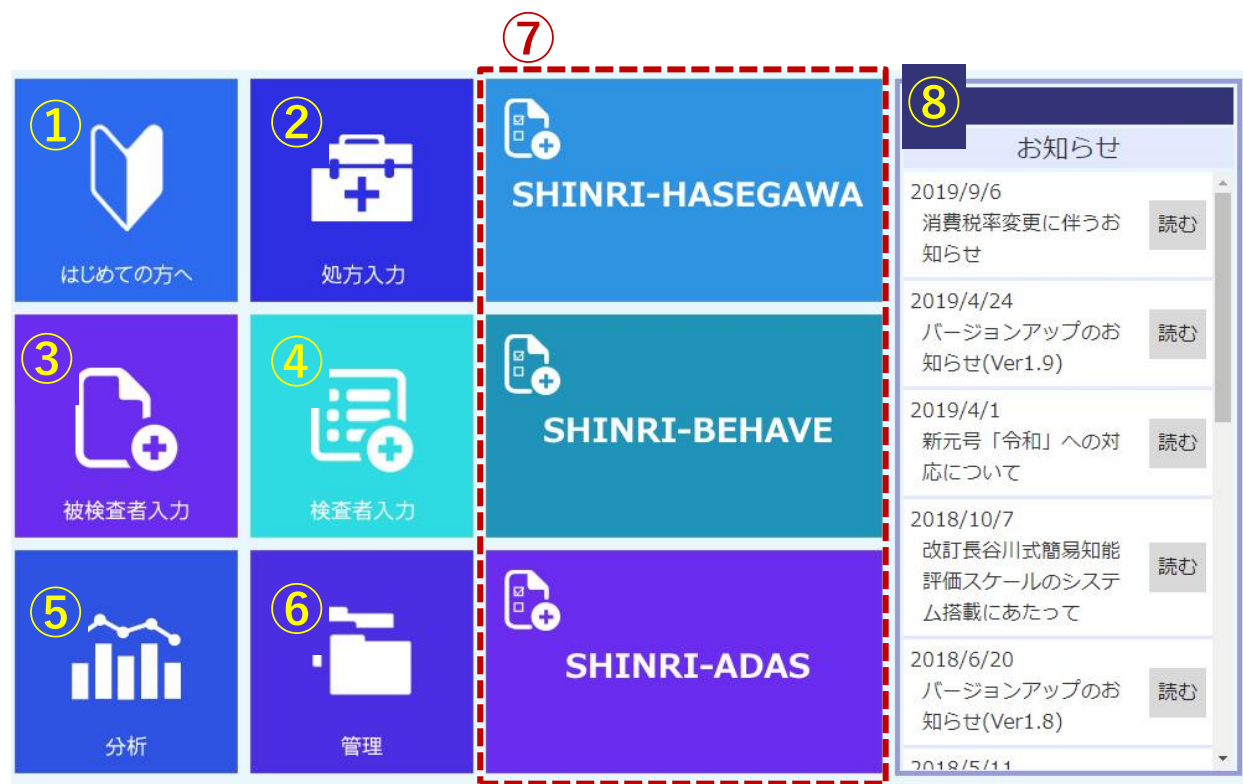 ⑦
①
はじめての方へ
②
処方入力
SHINRI-HASEGAWA
③
被検査者入力
④
検査者入力
SHINRI-BEHAVE
⑤
分析
⑥
管理
SHINRI-ADAS
⑧
お知らせ
2019/9/6
消費税率変更に伴うお
知らせ
読む
2019/4/24
バージョンアップのお
知らせ(Ver1.9)
読む
2019/4/1
新元号「令和」への対
応について
読む
2018/10/7
改訂長谷川式簡易知能
評価スケールのシステ
ム搭載にあたって
読む
2018/6/20
バージョンアップのお
知らせ(Ver1.8)
読む
2018/5/11